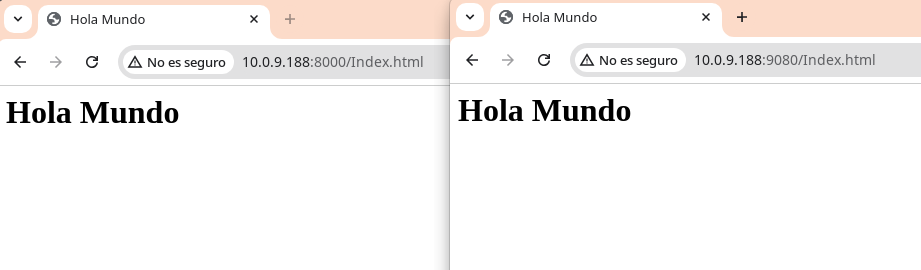 Hola Mundo
No es seguro 10.0.9.188:8000/Index.html
Hola Mundo
Hola Mundo
No es seguro 10.0.9.188:9080/Index.html
Hola Mundo